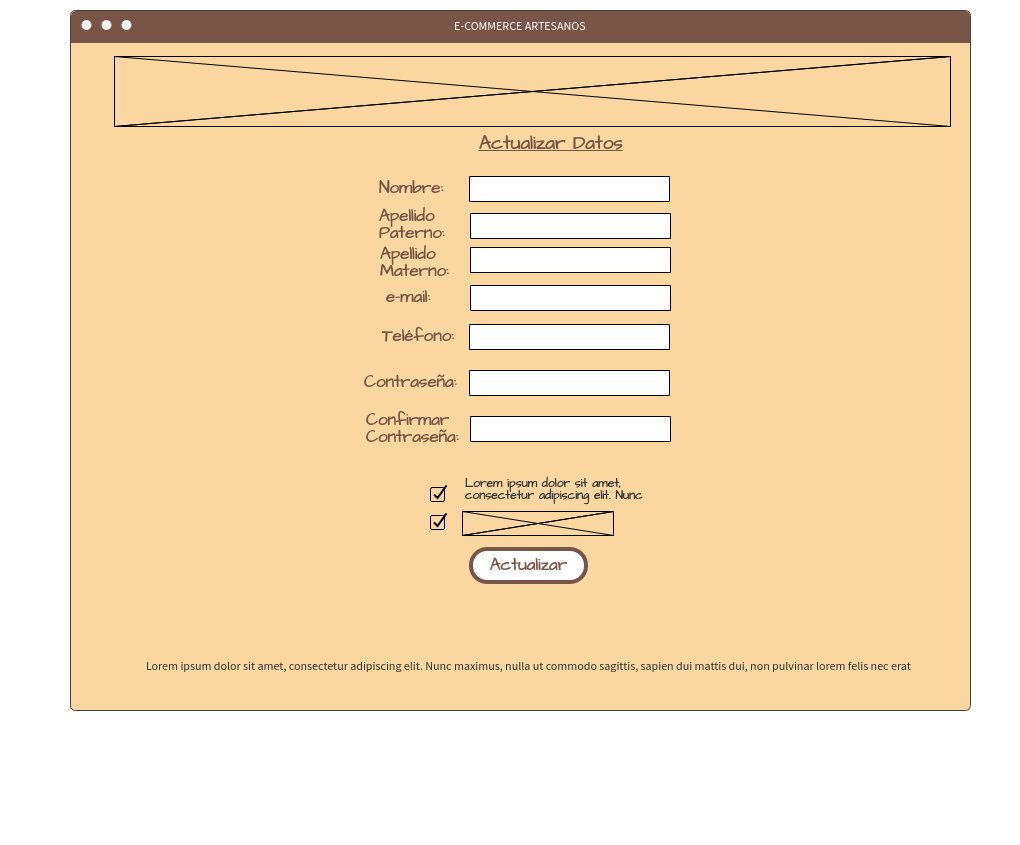 E-COMMERCE ARTESANOS
Actualizar Datos
Nombre:
Apellido
Paterno:
Apellido
Materno:
e-mail:
Teléfono:
Contraseña:
Confirmar
Contraseña:
Lorem ipsum dolor sit amet,
consectetur adipiscing elit. Nunc
Actualizar
Lorem ipsum dolor sit amet, consectetur adipiscing elit. Nunc maximus, nulla ut commodo sagittis, sapien dui mattis dui, non pulvinar lorem felis nec erat